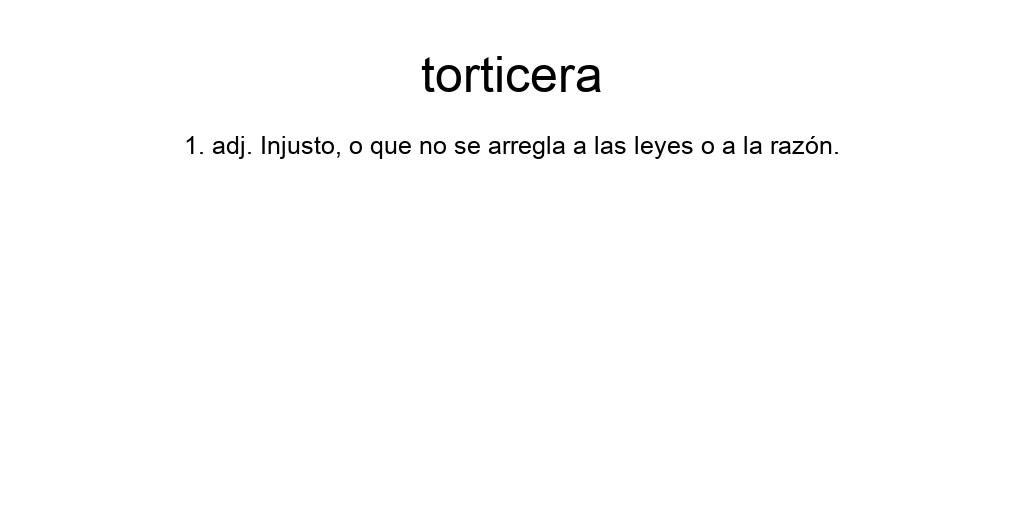 torticera
1. adj. Injusto, o que no se arregla a las leyes o a la razón.